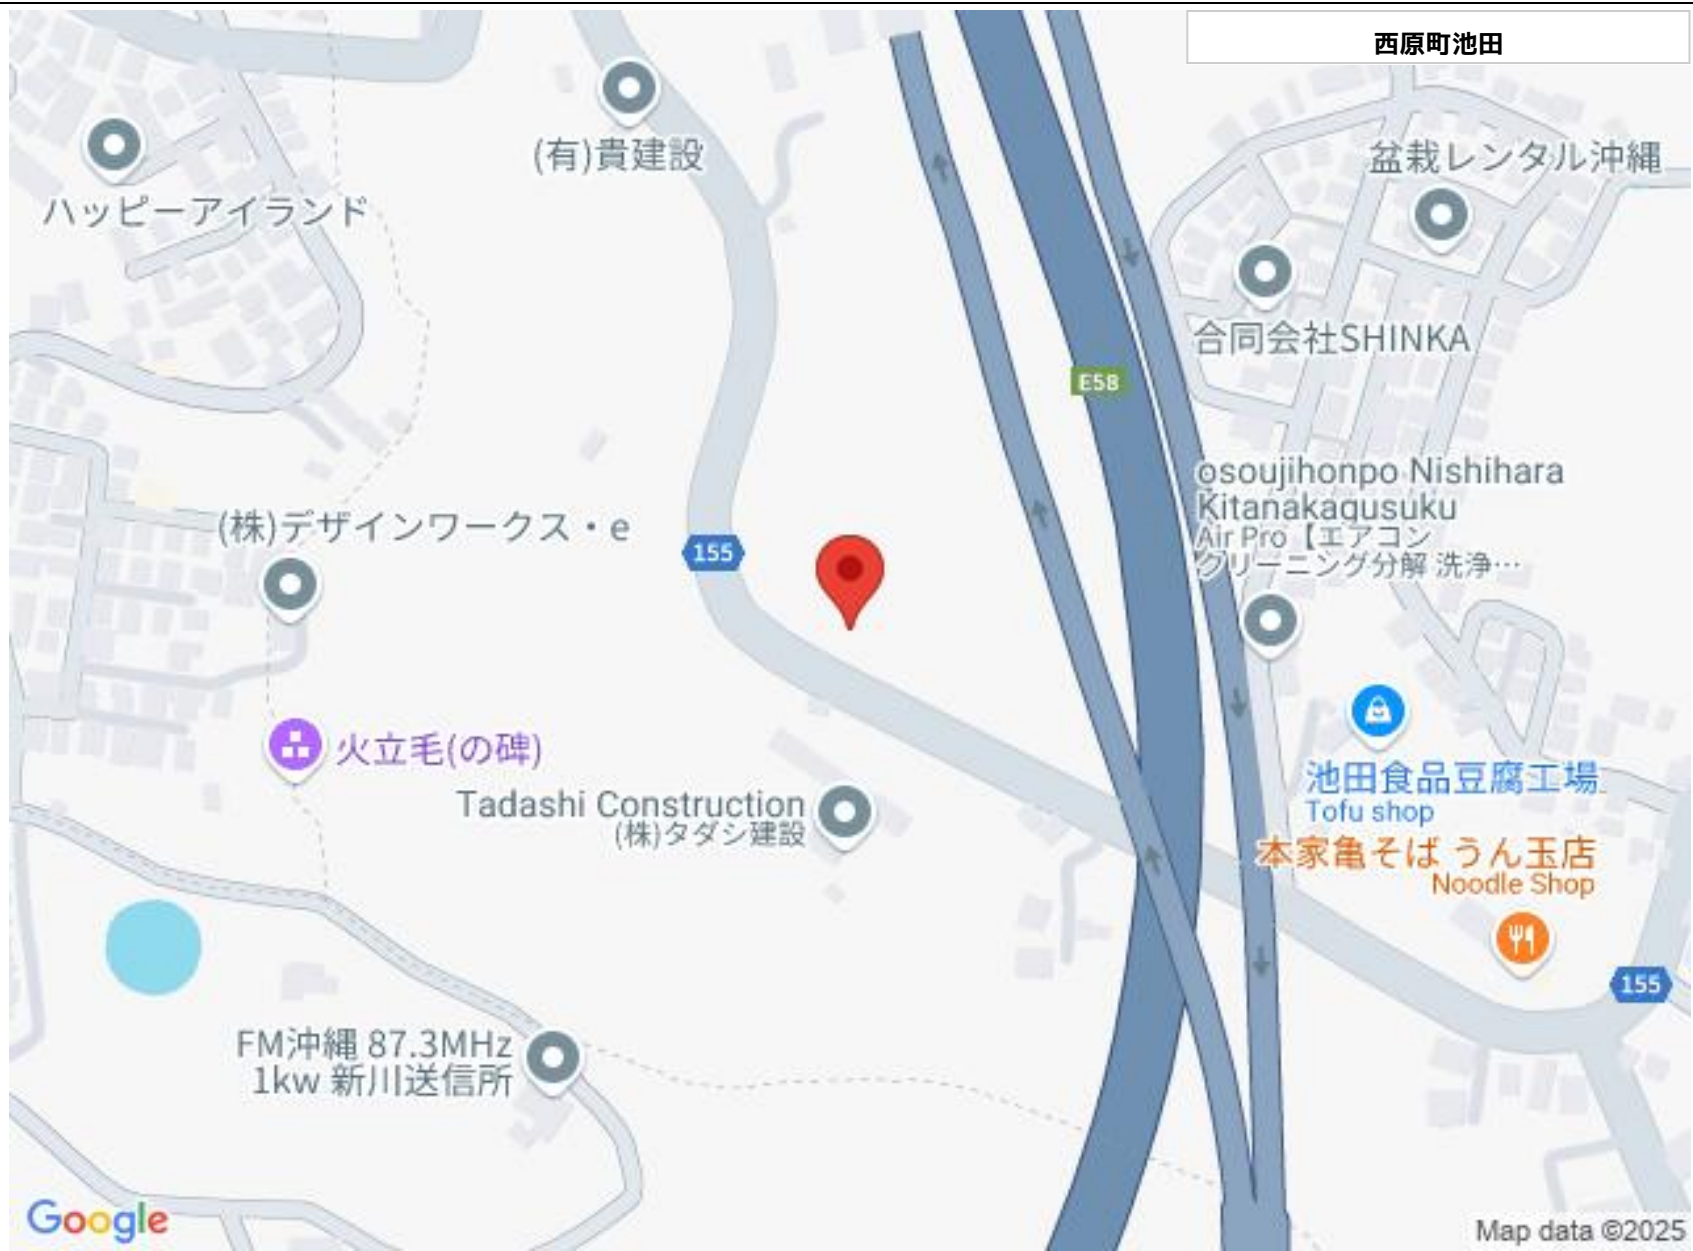 西原町池田
(有)貴建設
盆栽レンタル沖縄
ハッピーアイランド
合同会社SHINKA
E58
osoujihonpo Nishihara
Kitanakagusuku
Air Pro【エアコン
クリーニング分解 洗浄…
(株)デザインワークス・e
155
火立毛(の碑)
池田食品豆腐工場
Tofu shop
Tadashi Construction
(株)タダシ建設
本家亀そば うん玉店
Noodle Shop
155
FM沖縄 87.3MHz
1kw 新川送信所
Google
Map data ©2025